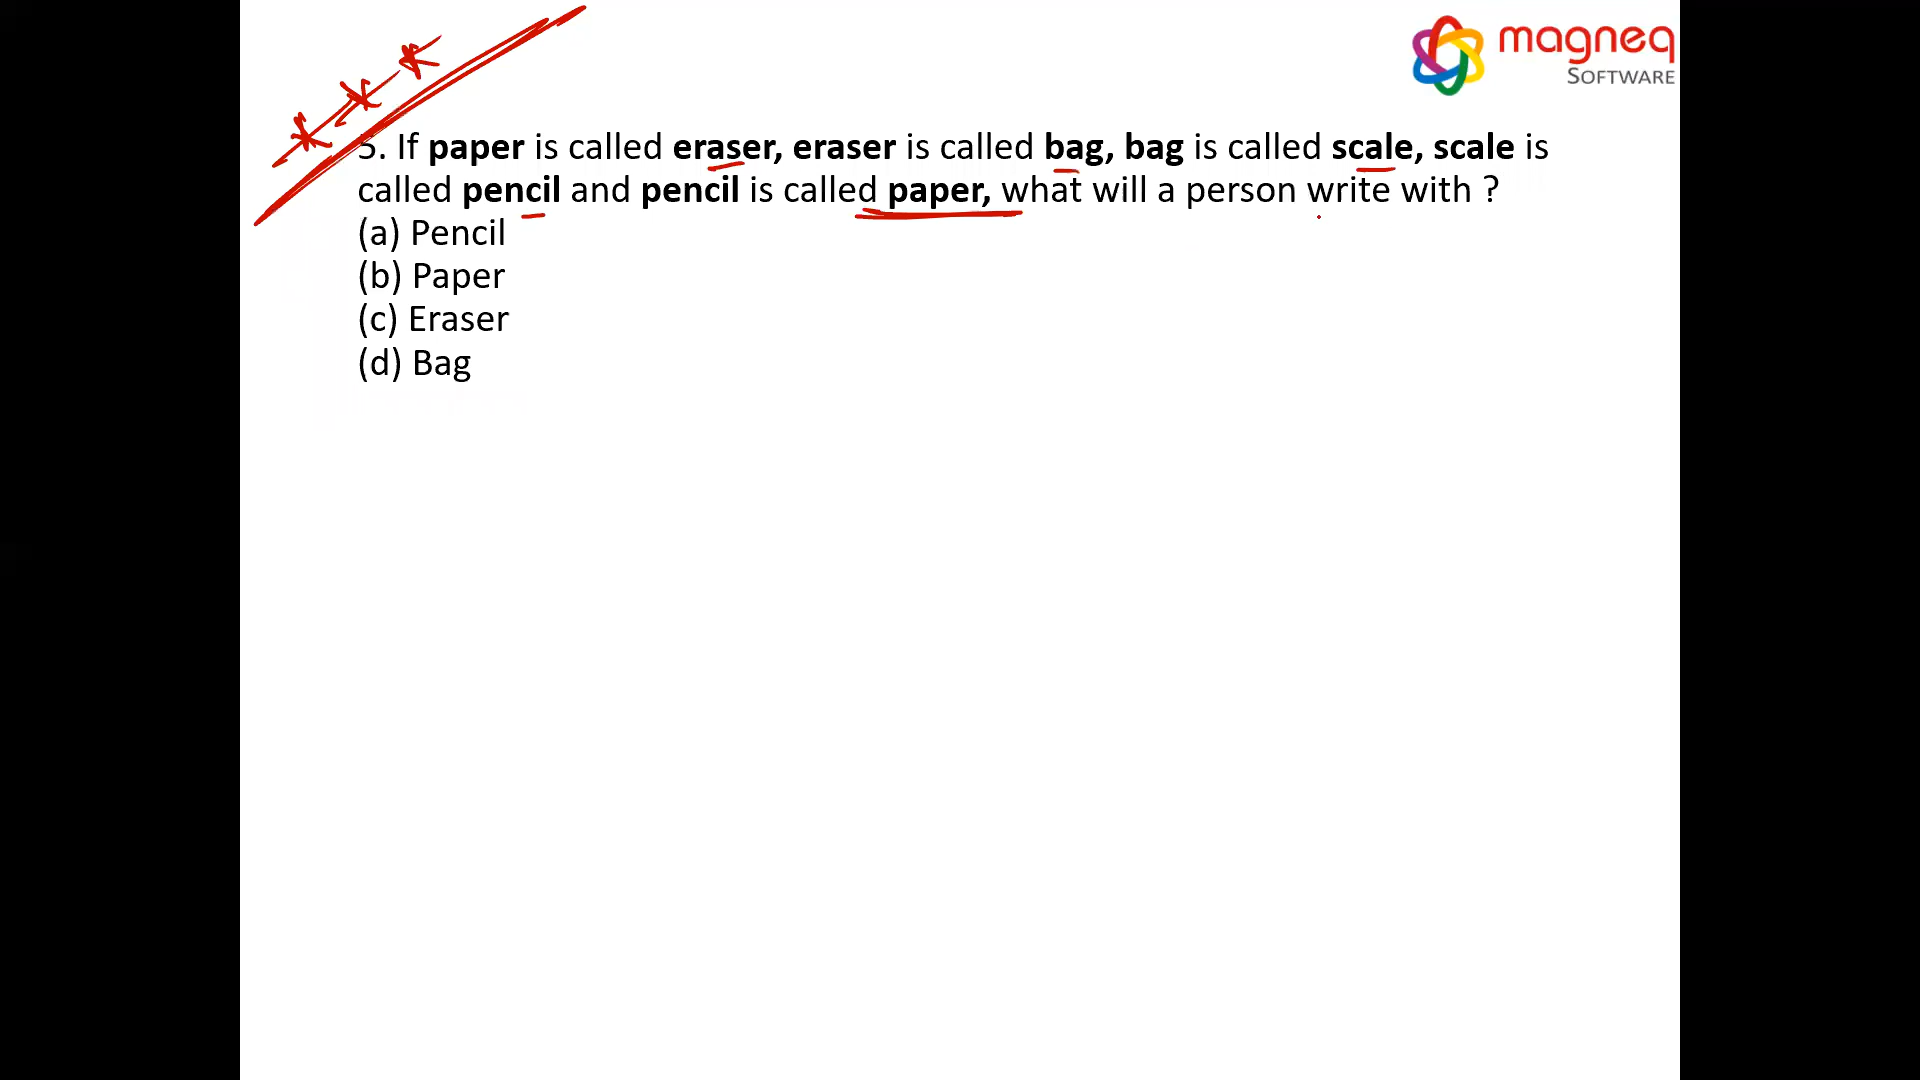 magneq
SOFTWARE
5. If paper is called eraser, eraser is called bag, bag is called scale, scale is
called pencil and pencil is called paper, what will a person write with ?
(a) Pencil
(b) Paper
(c) Eraser
(d) Bag